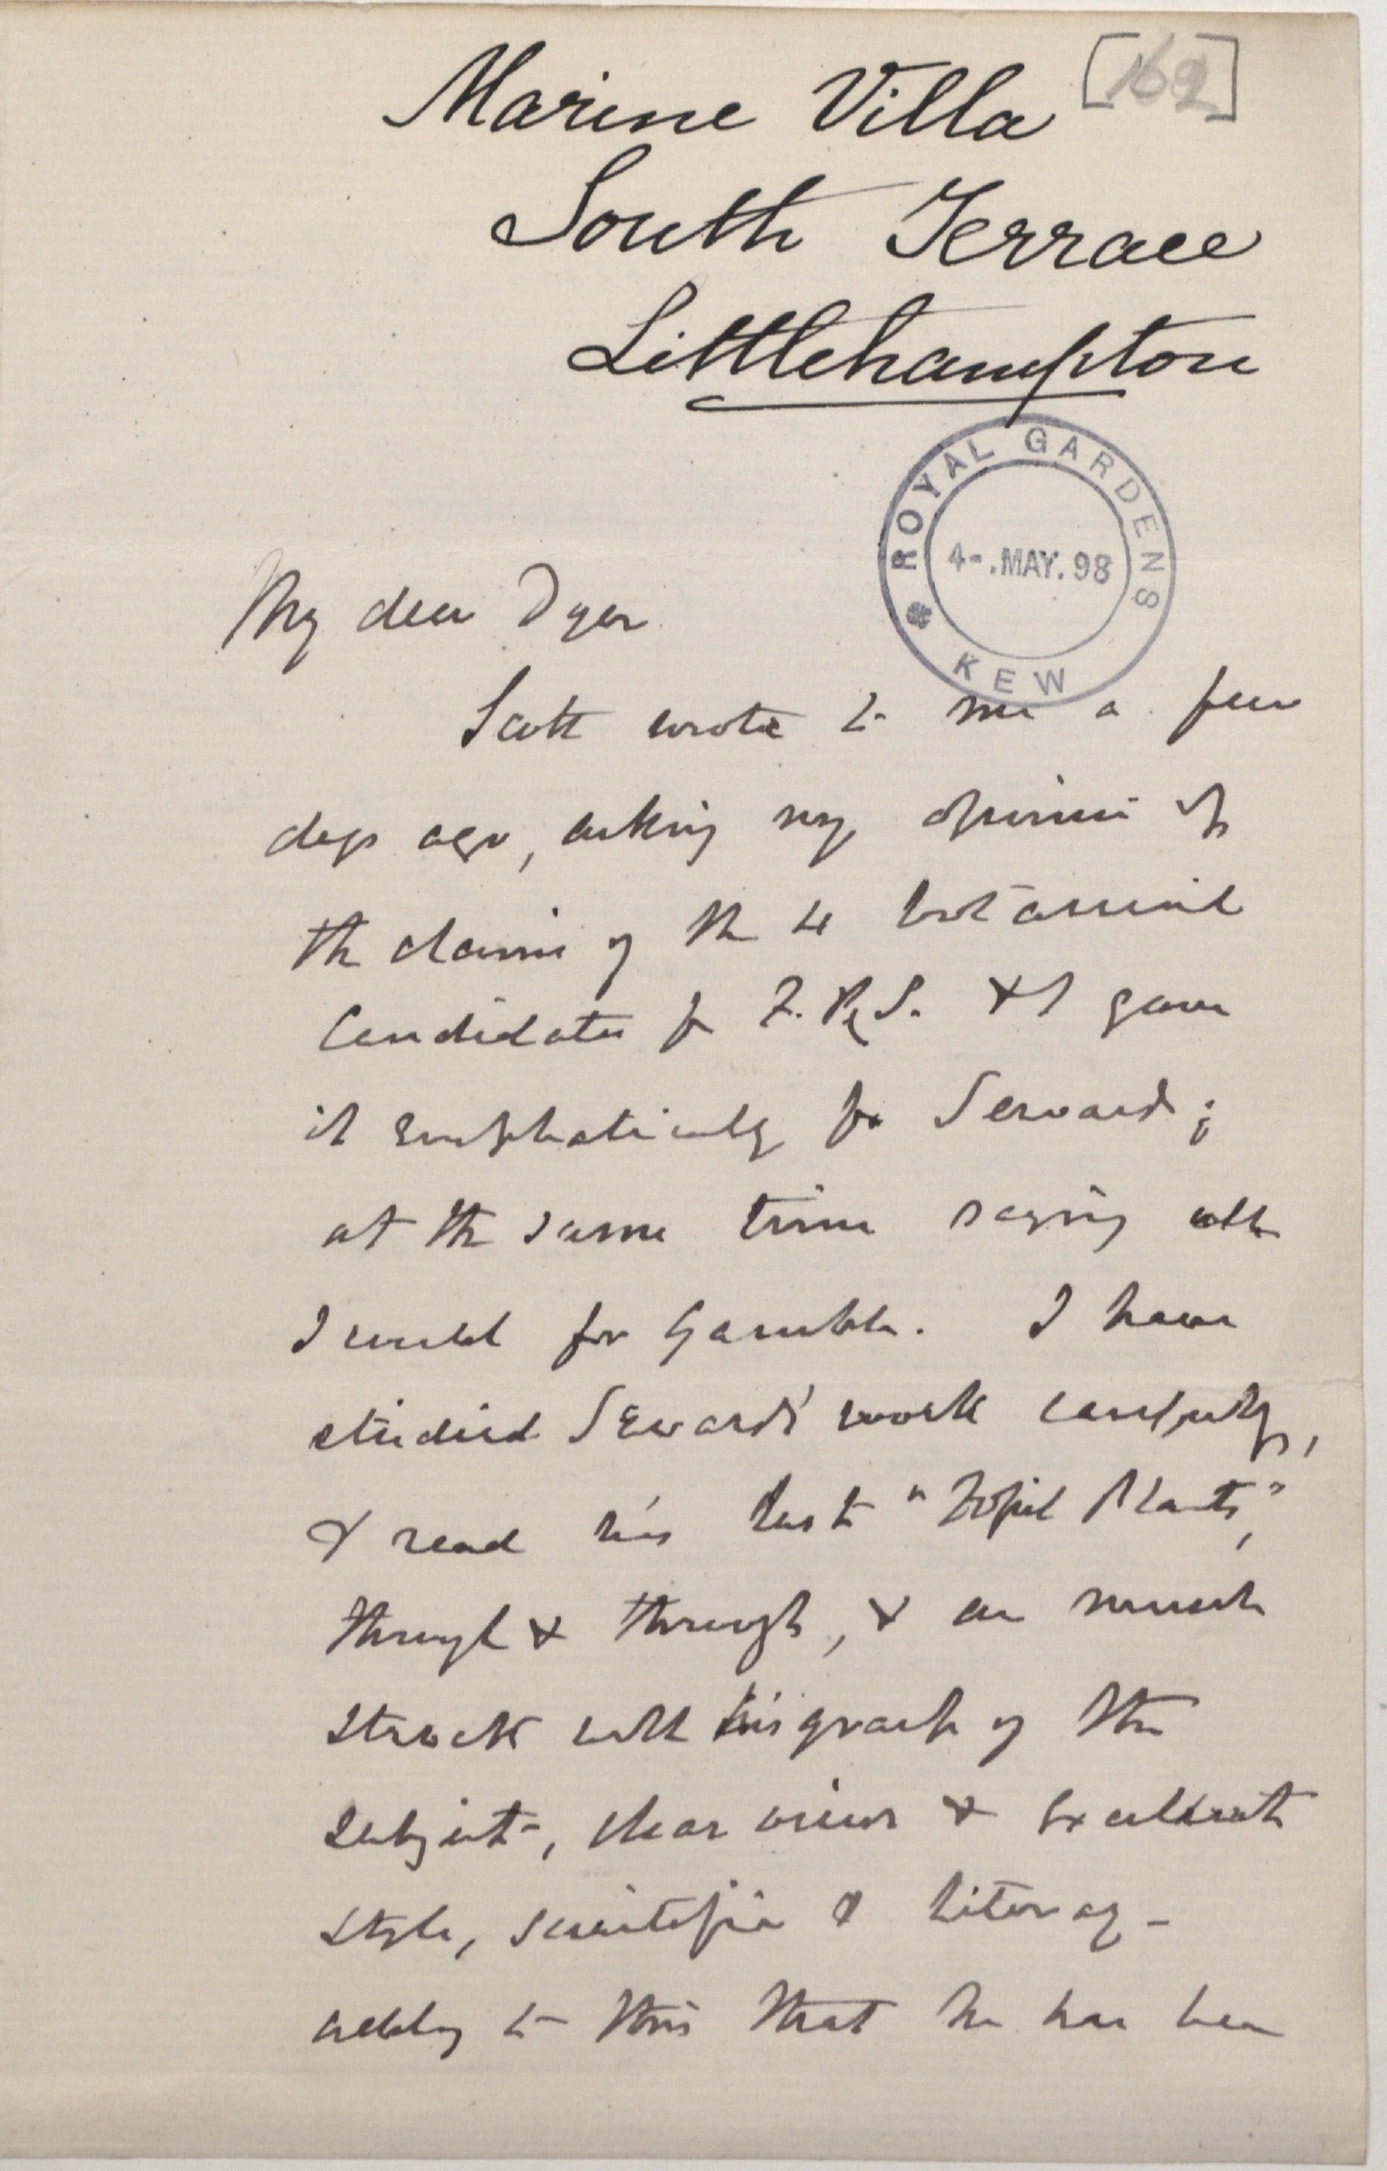 [162]
Marine Villa
South Terrace
Littlehampton
ROYAL GARDENS
4-.MAY.98
KEW
My dear Dyer
Scott wrote to me a few
days ago, asking my opinion of
the claims of the 4 botanical
Candidates for F.R.S. & I gave
it emphatically for Seward;
at the same time saying all
I could for Gamble. I have
studied Seward's work carefully,
& read his last "Fossil Plants,"
through & through, & am much
struck with his grasp of the
subject, clear views & excellent
style, scientific & literary -
adding to this that he has been